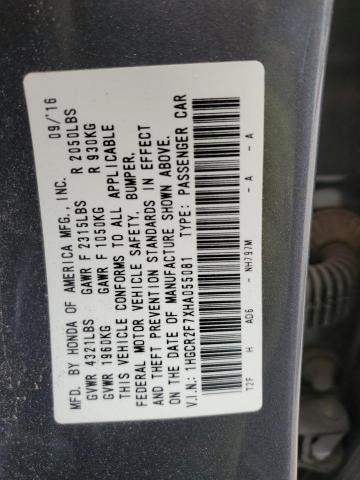 MFD. BY HONDA OF AMERICA MFG., INC. 09/'16
GVWR 4321LBS GAWR F 2315LBS R 2050LBS
GVWR 1960KG GAWR F 1050KG R 930KG
THIS VEHICLE CONFORMS TO ALL APPLICABLE
FEDERAL MOTOR VEHICLE SAFETY, BUMPER,
AND THEFT PREVENTION STANDARDS IN EFFECT
ON THE DATE OF MANUFACTURE SHOWN ABOVE.
V.I.N.: 1HGCR2F7XHA055061 TYPE: PASSENGER CAR
T2F H AD6 - NH797M - A - A